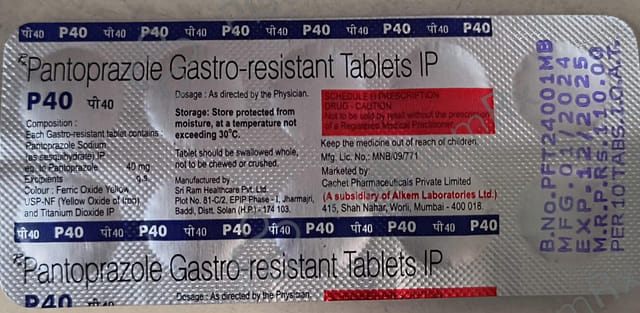 पी 40 P40 पी 40 P40 पी 40 P40 पी 40 P40 पी 40 P40 पी 40
Pantoprazole Gastro-resistant Tablets IP
P40 पी 40
Composition :
Each Gastro-resistant tablet contains :
Pantoprazole Sodium
(as sesquihydrate) IP
eq. to Pantoprazole 40 mg
Excipients q.s.
Colour : Ferric Oxide Yellow
USP-NF (Yellow Oxide of Iron)
and Titanium Dioxide IP
Dosage : As directed by the Physician.
Storage: Store protected from
moisture, at a temperature not
exceeding 30°C.
Tablet should be swallowed whole,
not to be chewed or crushed.
Manufactured by
Sri Ram Healthcare Pvt. Ltd.
Plot No. 81-C/2, EPIP Phase - I, Jharmajri,
Baddi, Distt. Solan (H.P.) - 174 103.
SCHEDULE H PRESCRIPTION
DRUG - CAUTION
Not to be sold by retail without the prescription
of a Registered Medical Practitioner.
Keep the medicine out of reach of children.
Mfg. Lic. No.: MNB/09/771
Marketed by
Cachet Pharmaceuticals Private Limited
(A subsidiary of Alkem Laboratories Ltd.)
415, Shah Nahar, Worli, Mumbai - 400 018.
B.No.PFT24001MB
MFG.01/2024
EXP.12/2025
M.R.P.RS.110.00
PER 10 TABS.I.O.A.T.
पी 40 P40 पी 40 P40 पी 40 P40 पी 40 P40 पी 40 P40 पी 40
Pantoprazole Gastro-resistant Tablets IP
P40 पी 40
Dosage : As directed by the Physician.